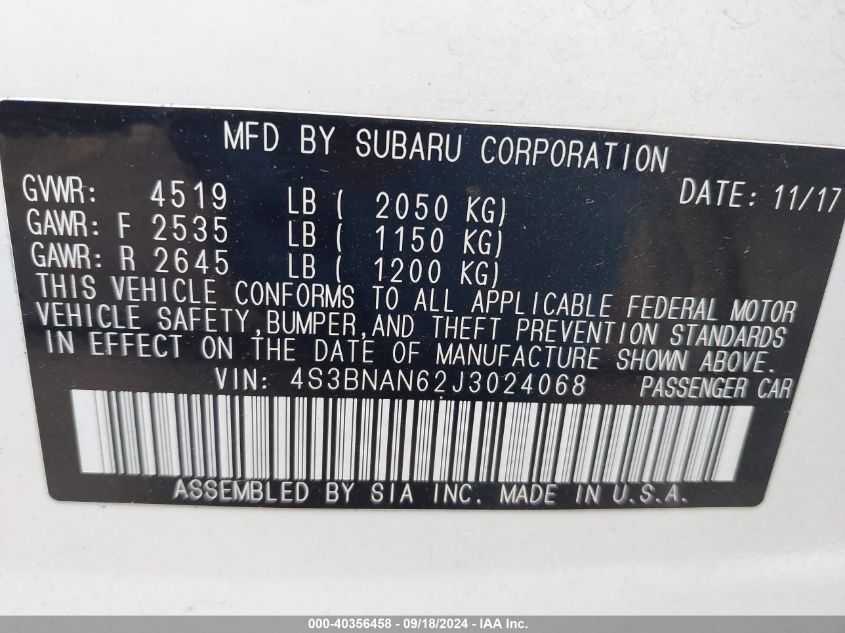 MFD BY SUBARU CORPORATION
GVWR: 4519 LB ( 2050 KG) DATE: 11/17
GAWR: F 2535 LB ( 1150 KG)
GAWR: R 2645 LB ( 1200 KG)
THIS VEHICLE CONFORMS TO ALL APPLICABLE FEDERAL MOTOR
VEHICLE SAFETY,BUMPER,AND THEFT PREVENTION STANDARDS
IN EFFECT ON THE DATE OF MANUFACTURE SHOWN ABOVE.
VIN: 4S3BNAN62J3024068 PASSENGER CAR
ASSEMBLED BY SIA INC. MADE IN U.S.A.
000-40356458 - 09/18/2024 - IAA Inc.